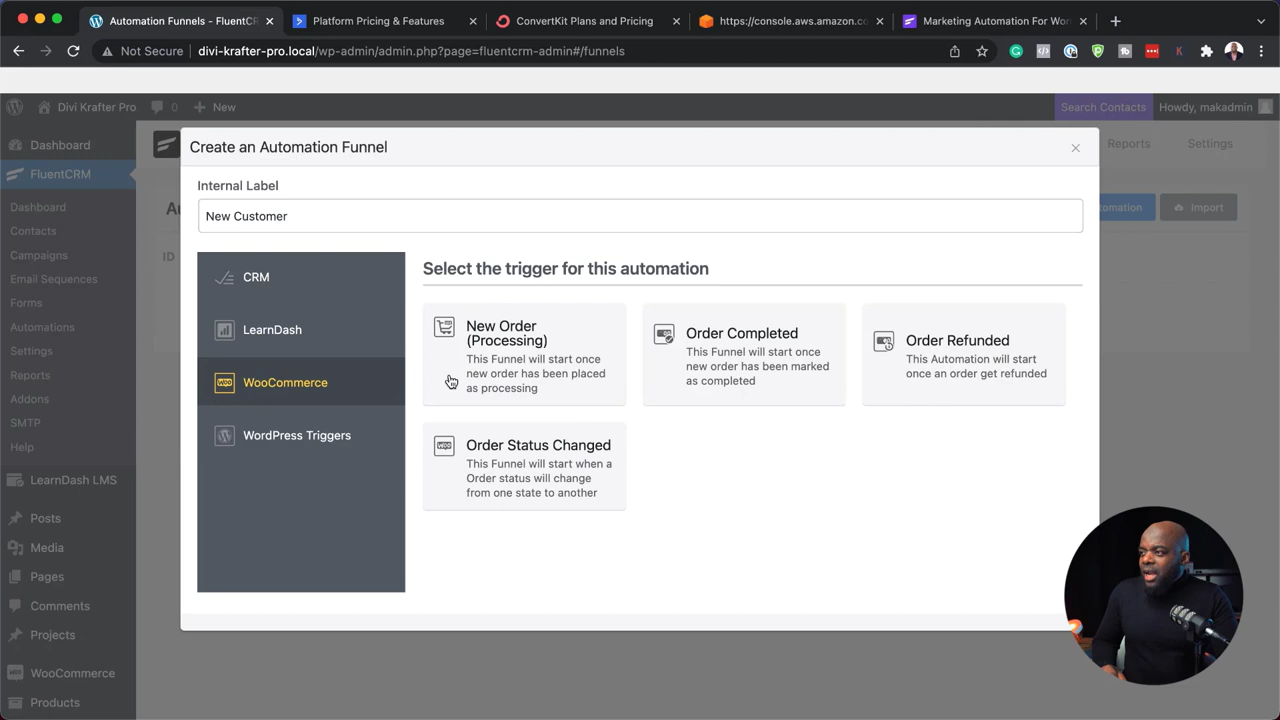 Automation Funnels - FluentCR
Platform Pricing & Features
ConvertKit Plans and Pricing
https://console.aws.amazon.co
Marketing Automation For Wor
Not Secure
divi-krafter-pro.local/wp-admin/admin.php?page=fluentcrm-admin#/funnels
Divi Krafter Pro
0
New
Search Contacts
Howdy, makadmin
Dashboard
FluentCRM
Dashboard
Contacts
Campaigns
Email Sequences
Forms
Automations
Settings
Reports
Addons
SMTP
Help
LearnDash LMS
Posts
Media
Pages
Comments
Projects
WooCommerce
Products
Reports
Settings
Import
ID
Create an Automation Funnel
Internal Label
New Customer
CRM
LearnDash
WooCommerce
WordPress Triggers
Select the trigger for this automation
New Order
(Processing)
This Funnel will start once
new order has been placed
as processing
Order Completed
This Funnel will start once
new order has been marked
as completed
Order Refunded
This Automation will start
once an order get refunded
Order Status Changed
This Funnel will start when a
Order status will change
from one state to another